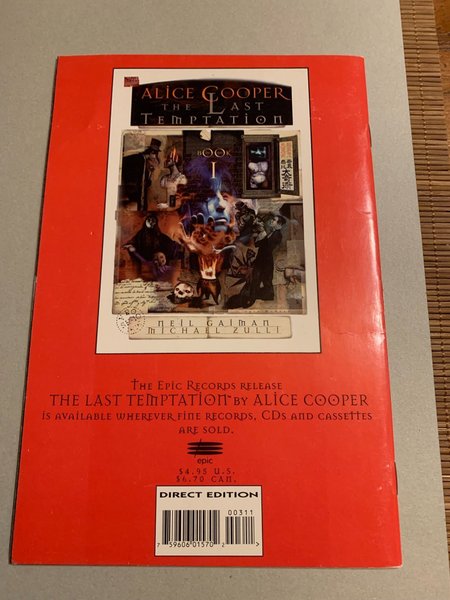 ALICE COOPER
THE LAST
TEMPTATION
BOOK
I
NEIL GAIMAN
MICHAEL ZULLI
THE EPIC RECORDS RELEASE
THE LAST TEMPTATION BY ALICE COOPER
IS AVAILABLE WHEREVER FINE RECORDS, CDS AND CASSETTES
ARE SOLD.
epic
$4.95 U.S.
$6.70 CAN.
DIRECT EDITION
00311
7 59606 01570 2